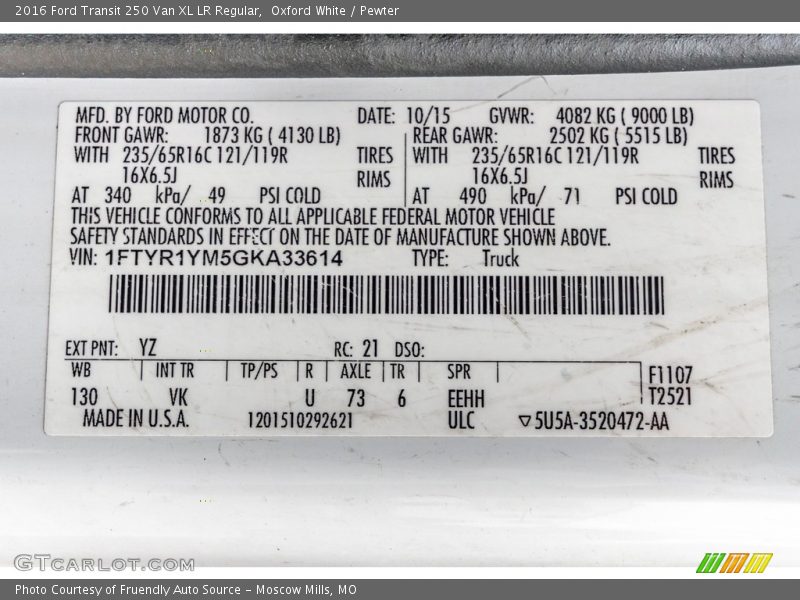 2016 Ford Transit 250 Van XL LR Regular,  Oxford White / Pewter
MFD. BY FORD MOTOR CO. DATE: 10/15 GVWR: 4082 KG ( 9000 LB)
FRONT GAWR: 1873 KG ( 4130 LB) REAR GAWR: 2502 KG ( 5515 LB)
WITH 235/65R16C 121/119R TIRES WITH 235/65R16C 121/119R TIRES
16X6.5J RIMS 16X6.5J RIMS
AT 340 kPa/ 49 PSI COLD AT 490 kPa/ 71 PSI COLD
THIS VEHICLE CONFORMS TO ALL APPLICABLE FEDERAL MOTOR VEHICLE
SAFETY STANDARDS IN EFFECT ON THE DATE OF MANUFACTURE SHOWN ABOVE.
VIN: 1FTYR1YM5GKA33614 TYPE: Truck
EXT PNT: YZ RC: 21 DSO:
WB INT TR TP/PS R AXLE TR SPR F1107
130 VK U 73 6 EEHH T2521
MADE IN U.S.A. 1201510292621 ULC ▽5U5A-3520472-AA
GTCARLOT.COM
Photo Courtesy of Fruendly Auto Source - Moscow Mills, MO